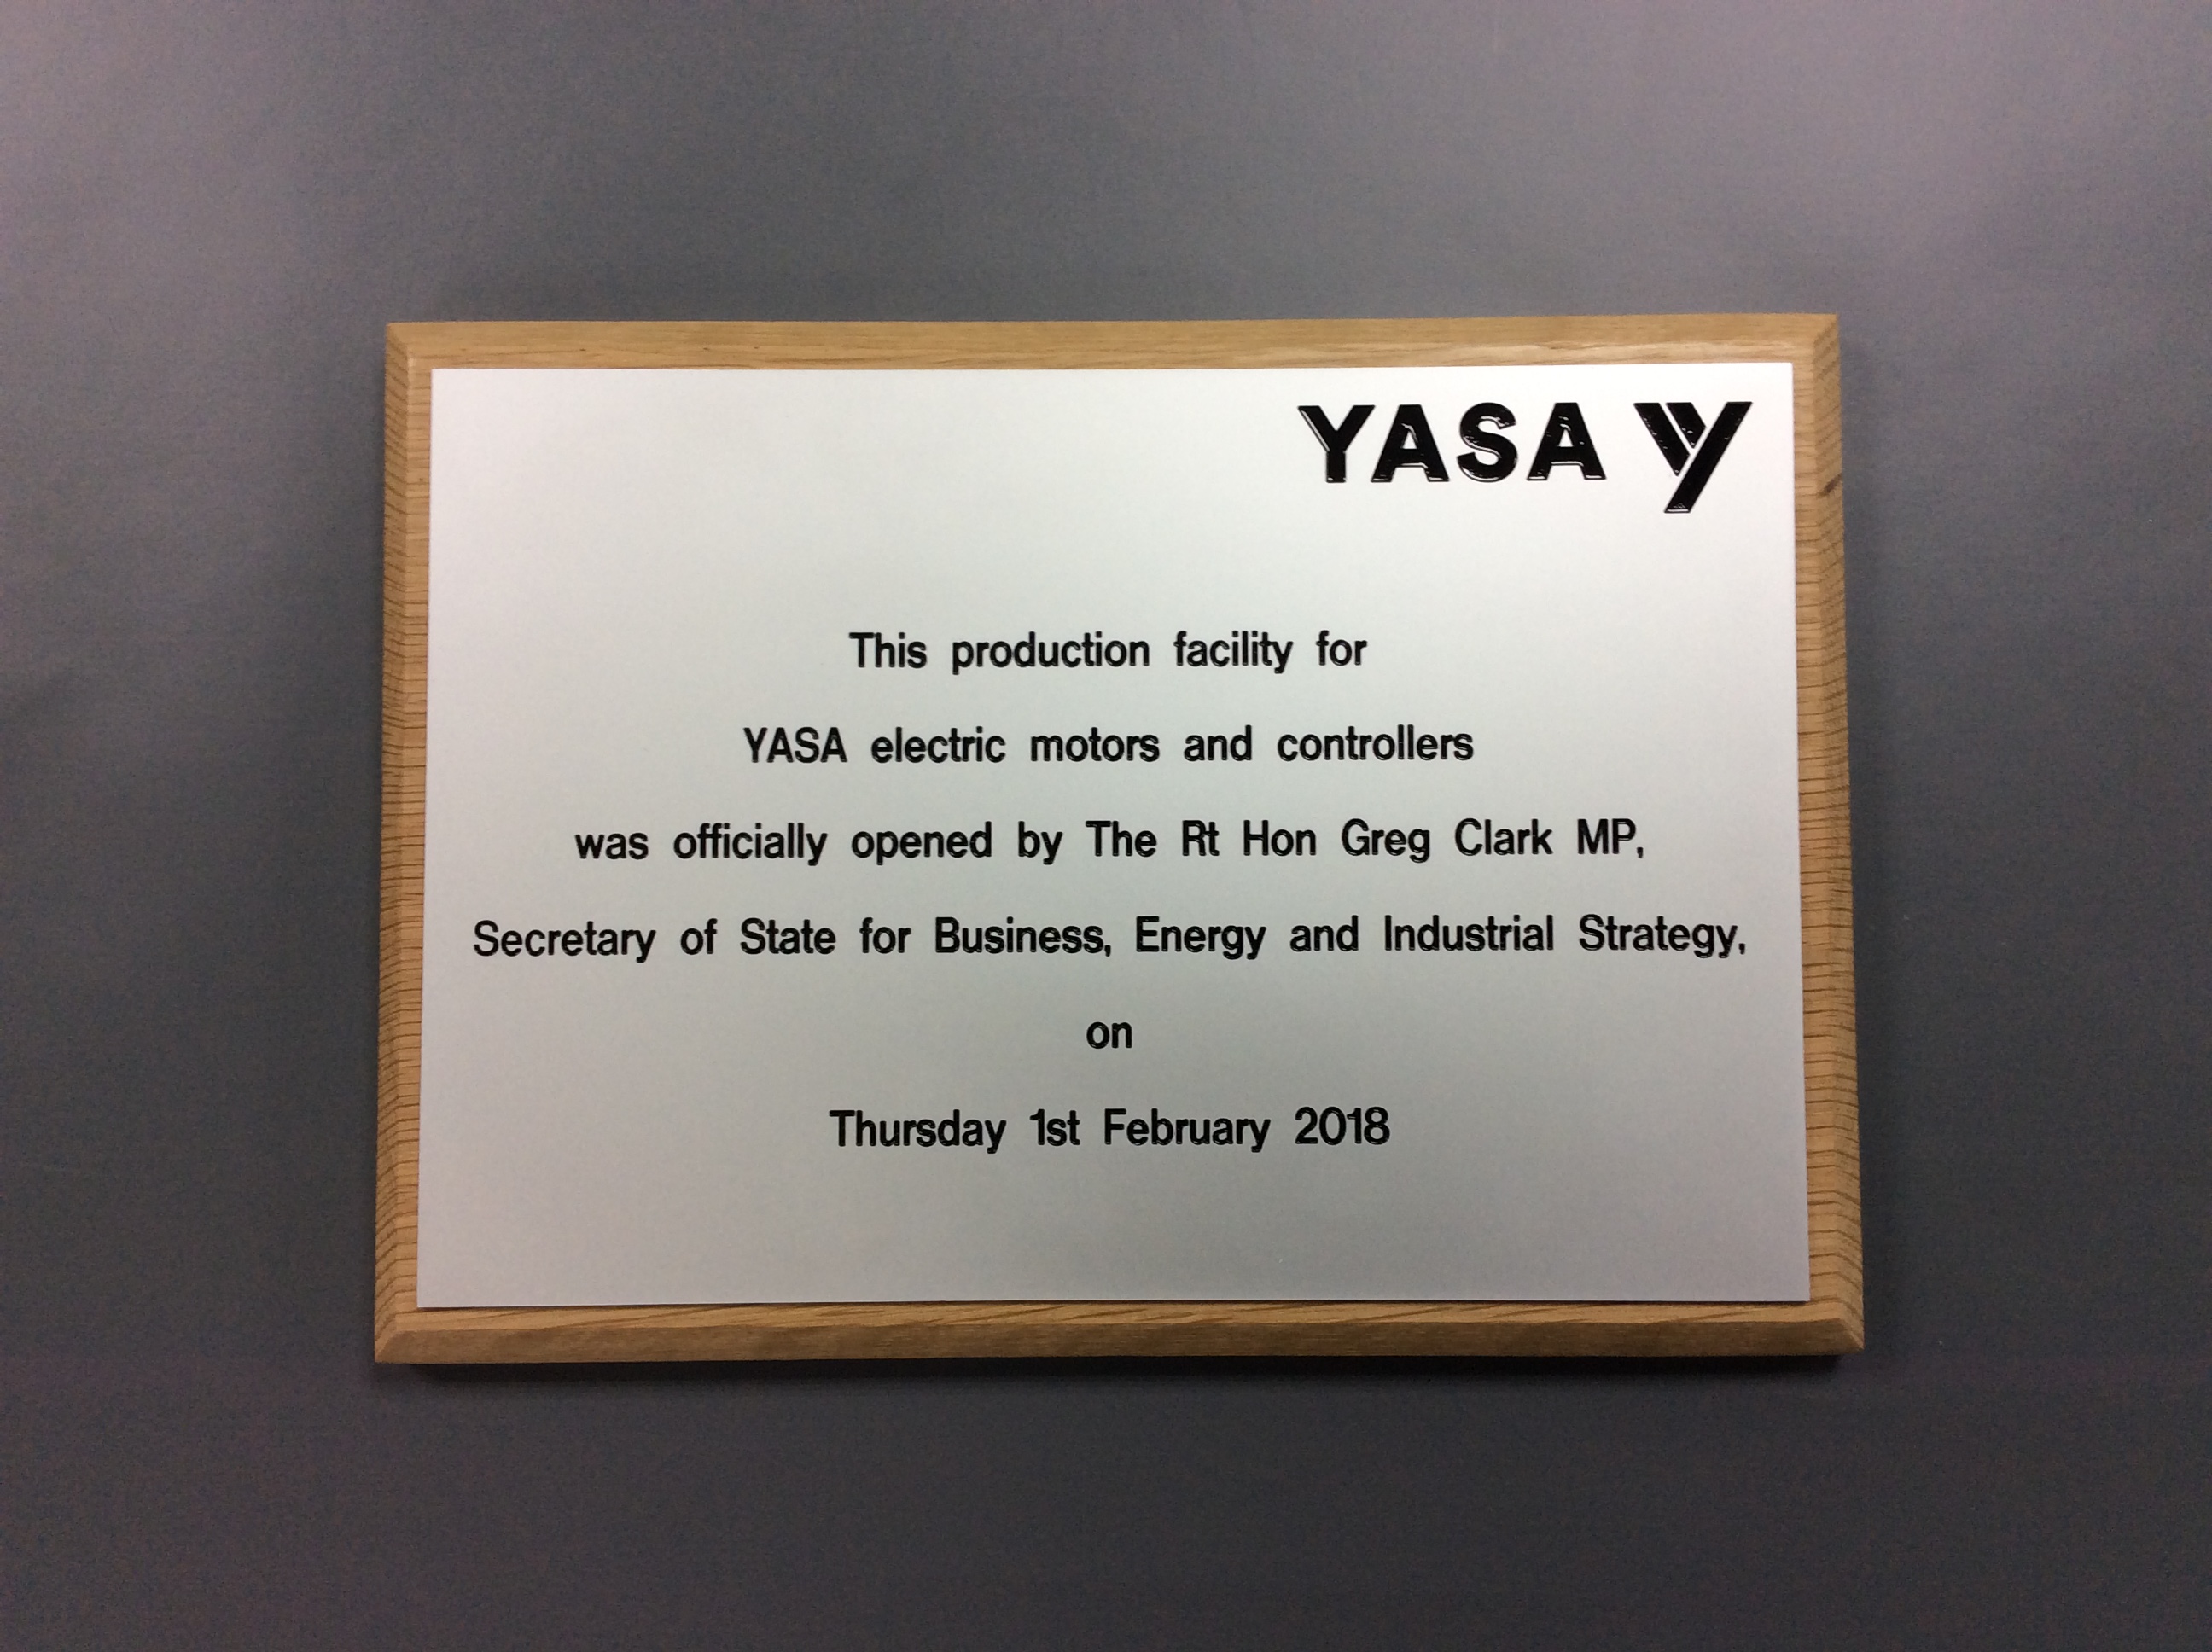 YASA
This production facility for
YASA electric motors and controllers
was officially opened by The Rt Hon Greg Clark MP,
Secretary of State for Business, Energy and Industrial Strategy,
on
Thursday 1st February 2018